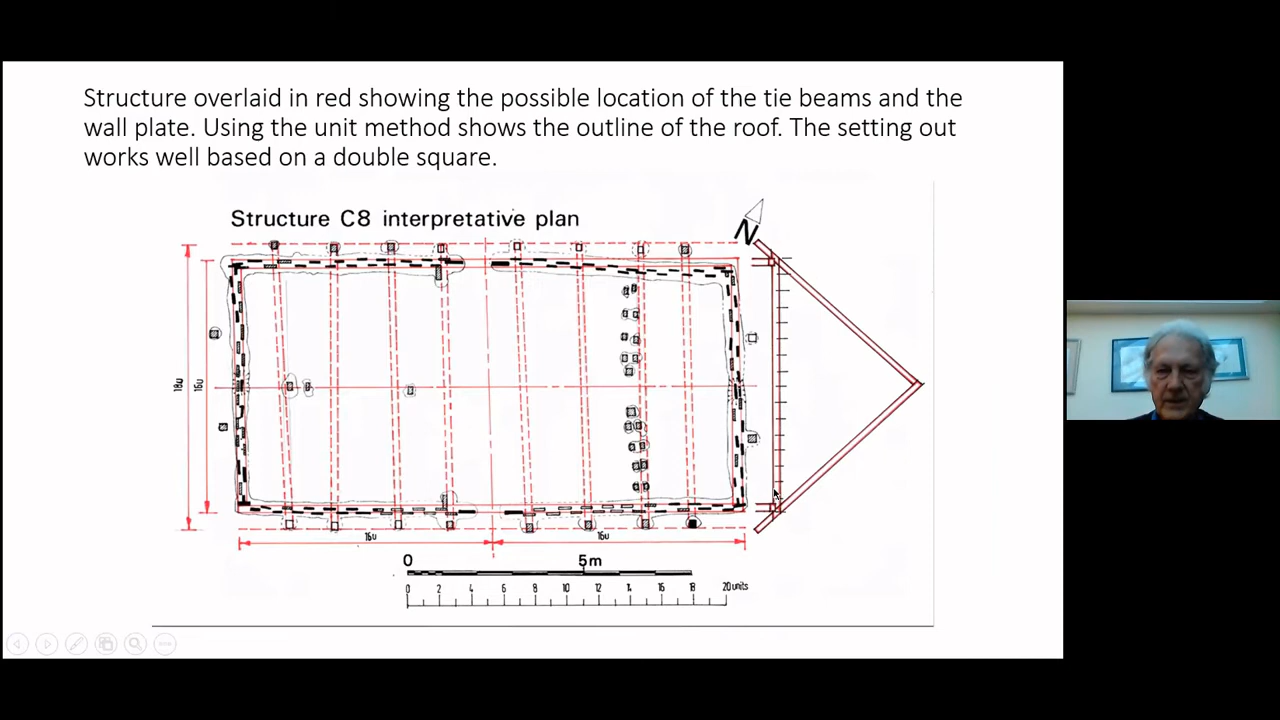 Structure overlaid in red showing the possible location of the tie beams and the
wall plate. Using the unit method shows the outline of the roof. The setting out
works well based on a double square.
Structure C8 interpretative plan
N
18u
16u
16u
16u
0
5m
0 2 4 6 8 10 12 14 16 18 20 units